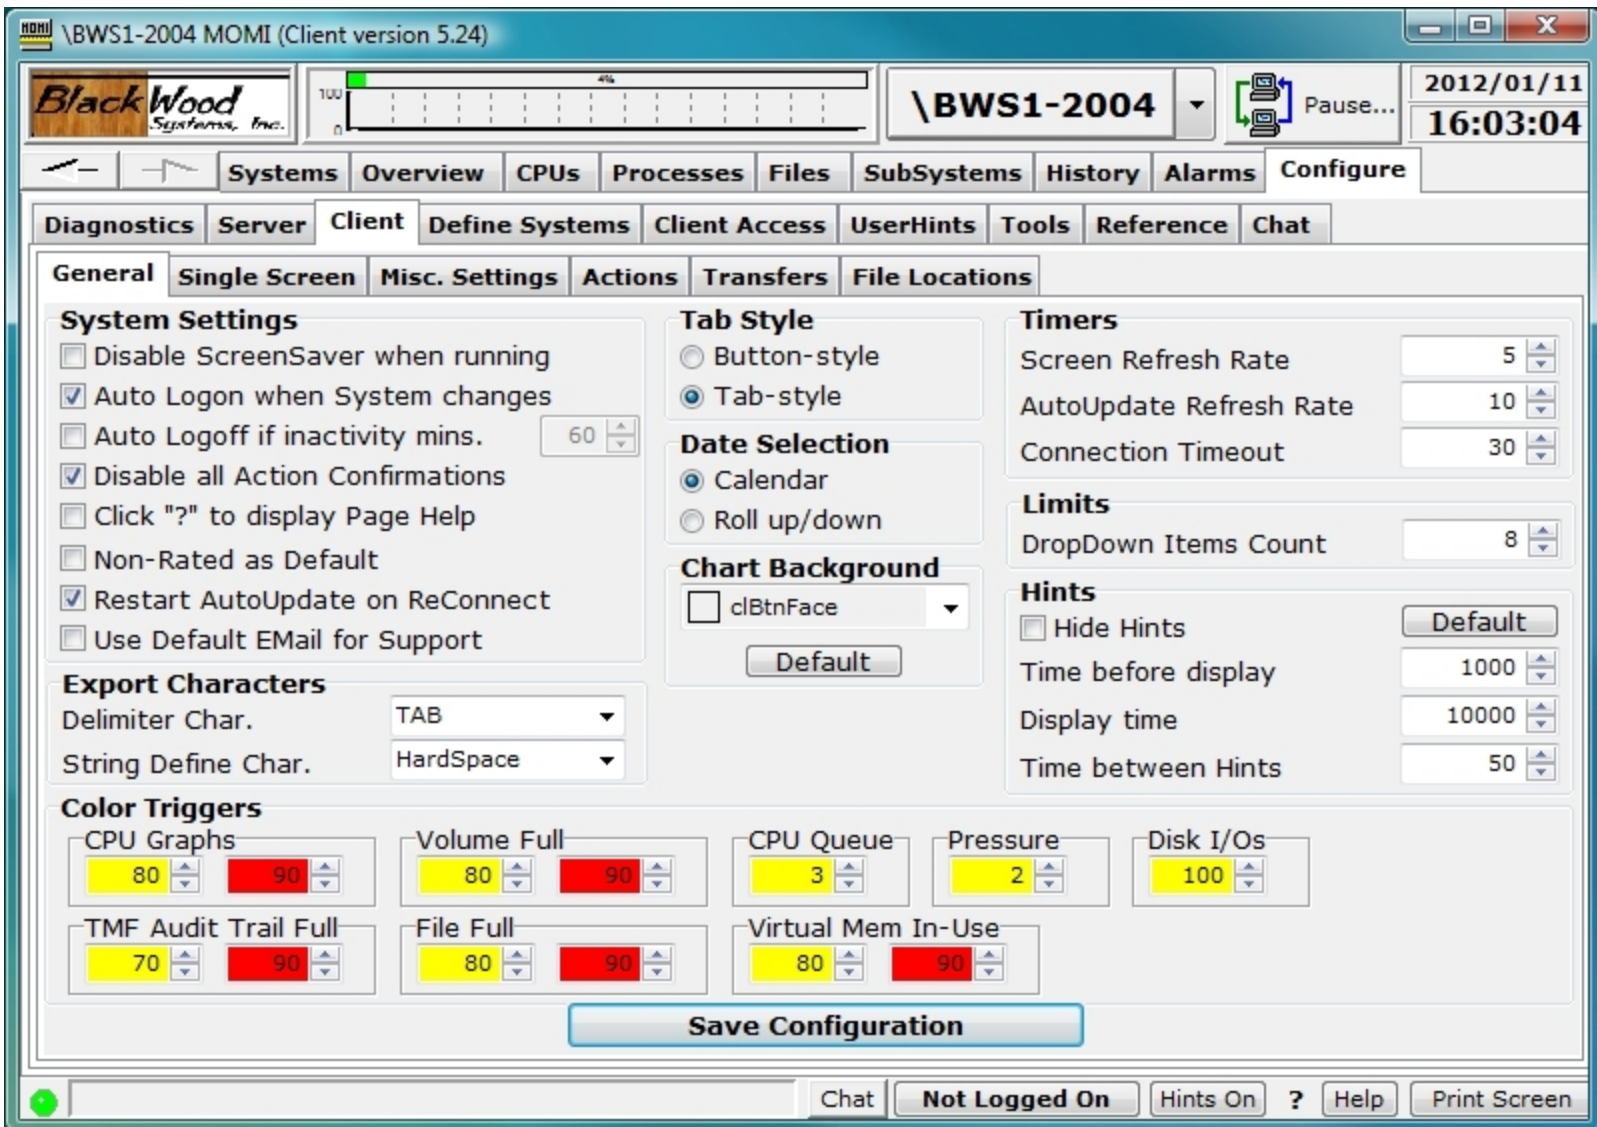 MOMI \BWS1-2004 MOMI (Client version 5.24)
BlackWood Systems, Inc.
4%
100
0
\BWS1-2004
Pause...
2012/01/11
16:03:04
Systems Overview CPUs Processes Files SubSystems History Alarms Configure
Diagnostics Server Client Define Systems Client Access UserHints Tools Reference Chat
General Single Screen Misc. Settings Actions Transfers File Locations
System Settings
Disable ScreenSaver when running
Auto Logon when System changes
Auto Logoff if inactivity mins. 60
Disable all Action Confirmations
Click "?" to display Page Help
Non-Rated as Default
Restart AutoUpdate on ReConnect
Use Default EMail for Support
Export Characters
Delimiter Char. TAB
String Define Char. HardSpace
Tab Style
Button-style
Tab-style
Date Selection
Calendar
Roll up/down
Chart Background
clBtnFace
Default
Timers
Screen Refresh Rate 5
AutoUpdate Refresh Rate 10
Connection Timeout 30
Limits
DropDown Items Count 8
Hints
Hide Hints Default
Time before display 1000
Display time 10000
Time between Hints 50
Color Triggers
CPU Graphs Volume Full CPU Queue Pressure Disk I/Os
80 90 80 90 3 2 100
TMF Audit Trail Full File Full Virtual Mem In-Use
70 90 80 90 80 90
Save Configuration
Chat Not Logged On Hints On ? Help Print Screen